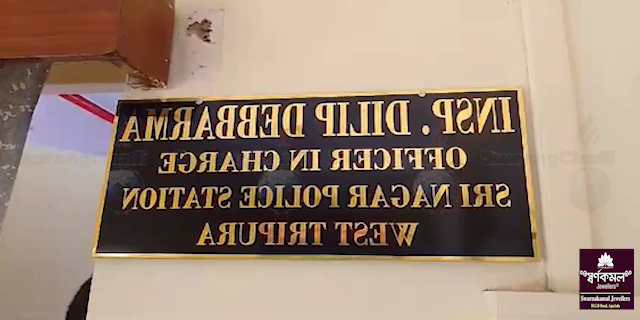 INSP. DILIP DEBBARMA
OFFICER IN CHARGE
SRI NAGAR POLICE STATION
WEST TRIPURA
স্বর্ণকমল
Jewellers
Swarnakamal Jewellers